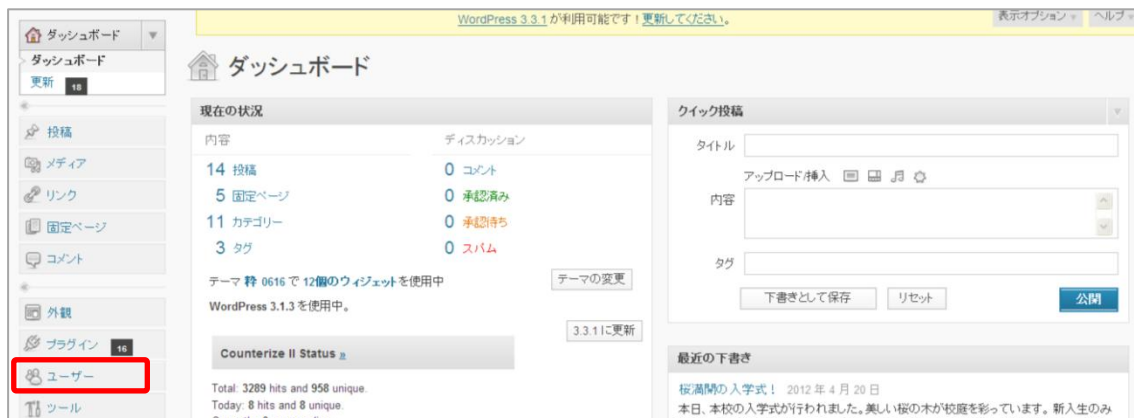 WordPress 3.3.1 が利用可能です！更新してください。
表示オプション ヘルプ
ダッシュボード
ダッシュボード
更新 18
投稿
メディア
リンク
固定ページ
コメント
外観
プラグイン 16
ユーザー
ツール
ダッシュボード
現在の状況
内容
ディスカッション
14 投稿
0 コメント
5 固定ページ
0 承認済み
11 カテゴリー
0 承認待ち
3 タグ
0 スパム
テーマ 粋 0616 で 12個のウィジェットを使用中
テーマの変更
WordPress 3.1.3 を使用中。
3.3.1 に更新
Counterize II Status »
Total: 3289 hits and 958 unique.
Today: 8 hits and 8 unique.
クイック投稿
タイトル
アップロード/挿入
内容
タグ
下書きとして保存 リセット 公開
最近の下書き
桜満開の入学式！ 2012 年 4 月 20 日
本日、本校の入学式が行われました。美しい桜の木が校庭を彩っています。新入生のみ